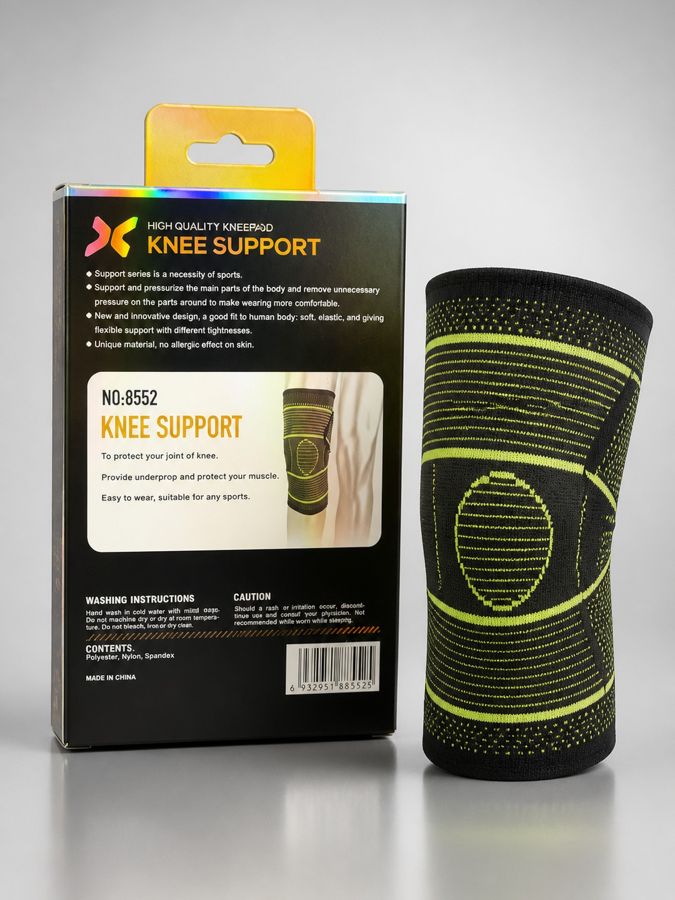 HIGH QUALITY KNEEPAD
KNEE SUPPORT
Support series is a necessity of sports.
Support and pressurize the main parts of the body and remove unnecessary
pressure on the parts around to make wearing more comfortable.
New and innovative design, a good fit to human body: soft, elastic, and giving
flexible support with different tightnesses.
Unique material, no allergic effect on skin.
NO:8552
KNEE SUPPORT
To protect your joint of knee.
Provide underprop and protect your muscle.
Easy to wear, suitable for any sports.
WASHING INSTRUCTIONS
Hand wash in cold water with mild
Do not machine dry or dry at room tempera-
ture. Do not bleach, iron or dry clean.
CAUTION
Should a rash or irritation occur, discont-
tinue use and consult your physician. Not
recommended while worn while sleeping.
CONTENTS.
Polyester, Nylon, Spandex
MADE IN CHINA
6 932951 885525